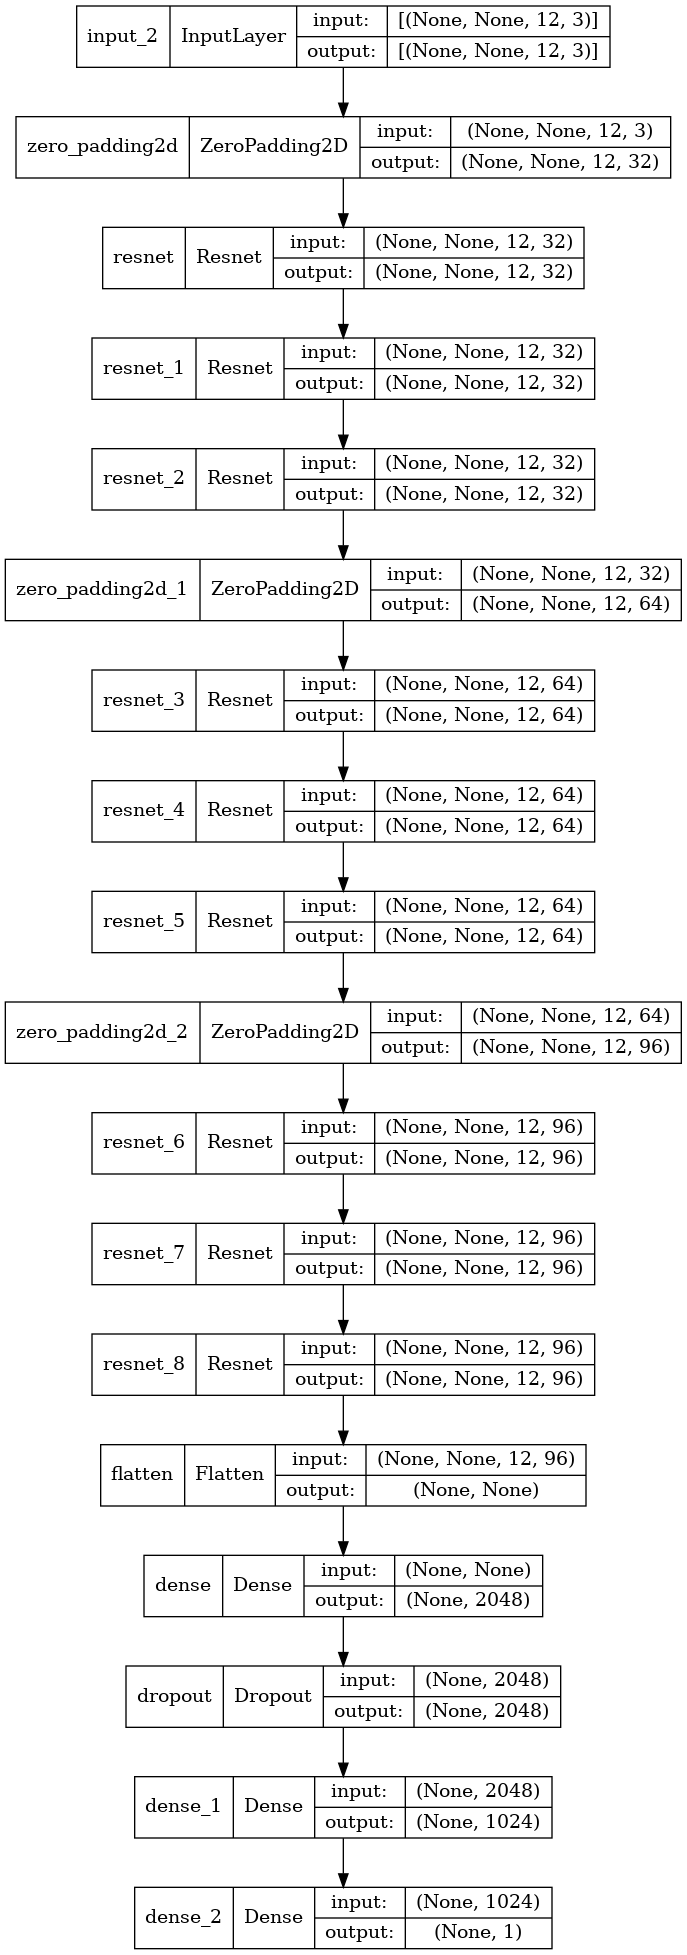 input_2 InputLayer input: [(None, None, 12, 3)]
output: [(None, None, 12, 3)]
zero_padding2d ZeroPadding2D input: (None, None, 12, 3)
output: (None, None, 12, 32)
resnet Resnet input: (None, None, 12, 32)
output: (None, None, 12, 32)
resnet_1 Resnet input: (None, None, 12, 32)
output: (None, None, 12, 32)
resnet_2 Resnet input: (None, None, 12, 32)
output: (None, None, 12, 32)
zero_padding2d_1 ZeroPadding2D input: (None, None, 12, 32)
output: (None, None, 12, 64)
resnet_3 Resnet input: (None, None, 12, 64)
output: (None, None, 12, 64)
resnet_4 Resnet input: (None, None, 12, 64)
output: (None, None, 12, 64)
resnet_5 Resnet input: (None, None, 12, 64)
output: (None, None, 12, 64)
zero_padding2d_2 ZeroPadding2D input: (None, None, 12, 64)
output: (None, None, 12, 96)
resnet_6 Resnet input: (None, None, 12, 96)
output: (None, None, 12, 96)
resnet_7 Resnet input: (None, None, 12, 96)
output: (None, None, 12, 96)
resnet_8 Resnet input: (None, None, 12, 96)
output: (None, None, 12, 96)
flatten Flatten input: (None, None, 12, 96)
output: (None, None)
dense Dense input: (None, None)
output: (None, 2048)
dropout Dropout input: (None, 2048)
output: (None, 2048)
dense_1 Dense input: (None, 2048)
output: (None, 1024)
dense_2 Dense input: (None, 1024)
output: (None, 1)